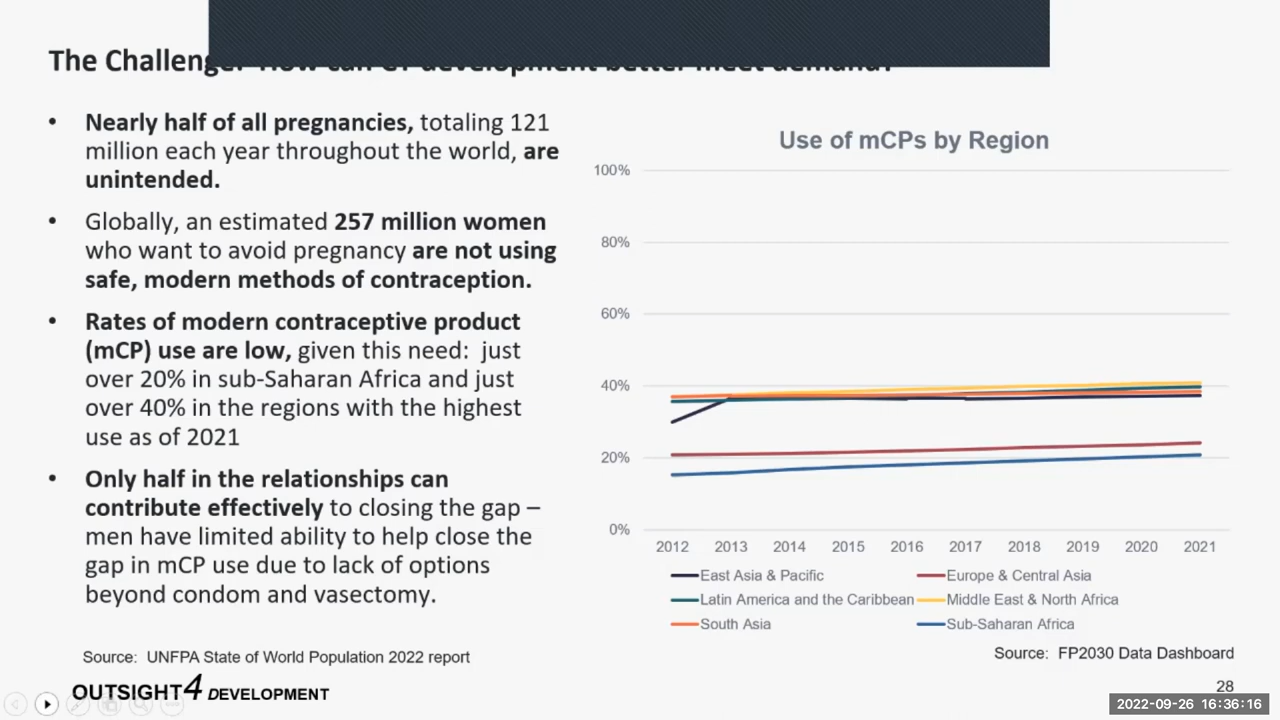 The Challenge: How can CT development better meet demand?
• Nearly half of all pregnancies, totaling 121
million each year throughout the world, are
unintended.
• Globally, an estimated 257 million women
who want to avoid pregnancy are not using
safe, modern methods of contraception.
• Rates of modern contraceptive product
(mCP) use are low, given this need: just
over 20% in sub-Saharan Africa and just
over 40% in the regions with the highest
use as of 2021
• Only half in the relationships can
contribute effectively to closing the gap –
men have limited ability to help close the
gap in mCP use due to lack of options
beyond condom and vasectomy.
Source: UNFPA State of World Population 2022 report
OUTSIGHT4 DEVELOPMENT
Use of mCPs by Region
100%
80%
60%
40%
20%
0%
2012 2013 2014 2015 2016 2017 2018 2019 2020 2021
East Asia & Pacific Europe & Central Asia
Latin America and the Caribbean Middle East & North Africa
South Asia Sub-Saharan Africa
Source: FP2030 Data Dashboard
28
2022-09-26 16:36:16